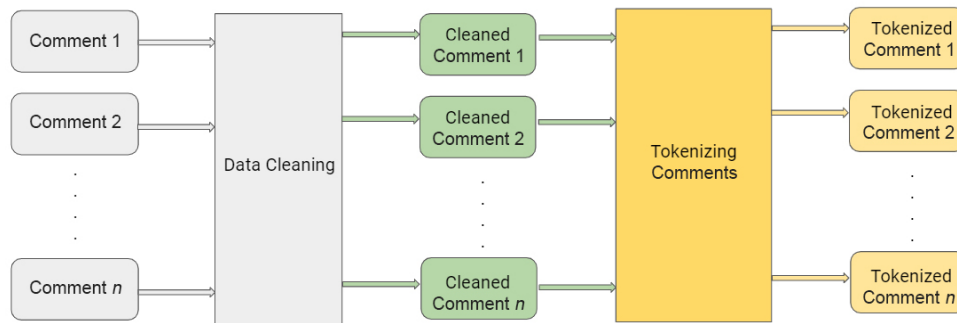 Comment 1
Comment 2
Comment n
Data Cleaning
Cleaned
Comment 1
Cleaned
Comment 2
Cleaned
Comment n
Tokenizing
Comments
Tokenized
Comment 1
Tokenized
Comment 2
Tokenized
Comment n